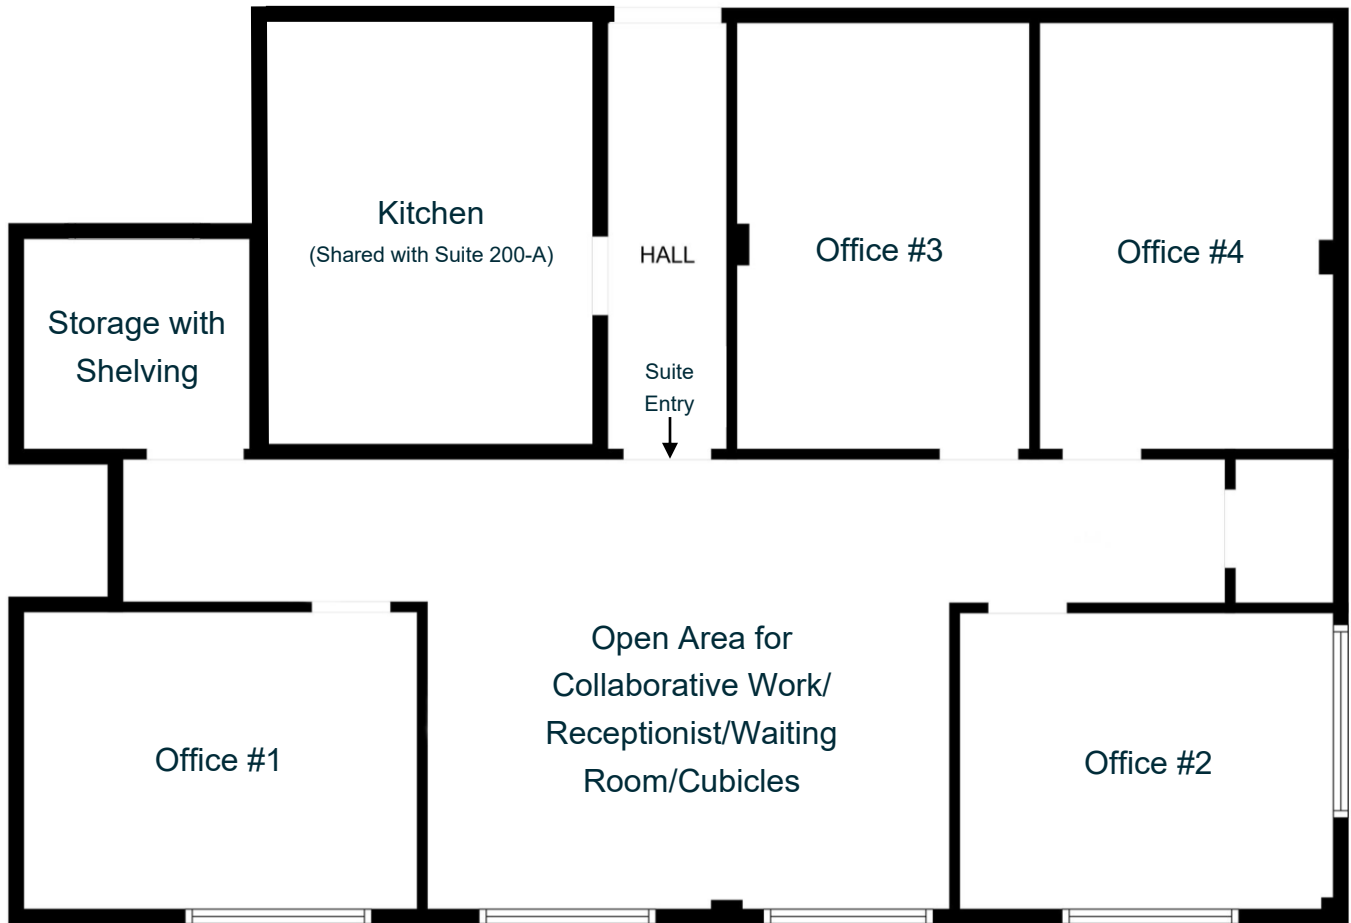 Kitchen
(Shared with Suite 200-A)
HALL
Office #3
Office #4
Storage with
Shelving
Suite
Entry
Open Area for
Collaborative Work/
Receptionist/Waiting
Room/Cubicles
Office #1
Office #2